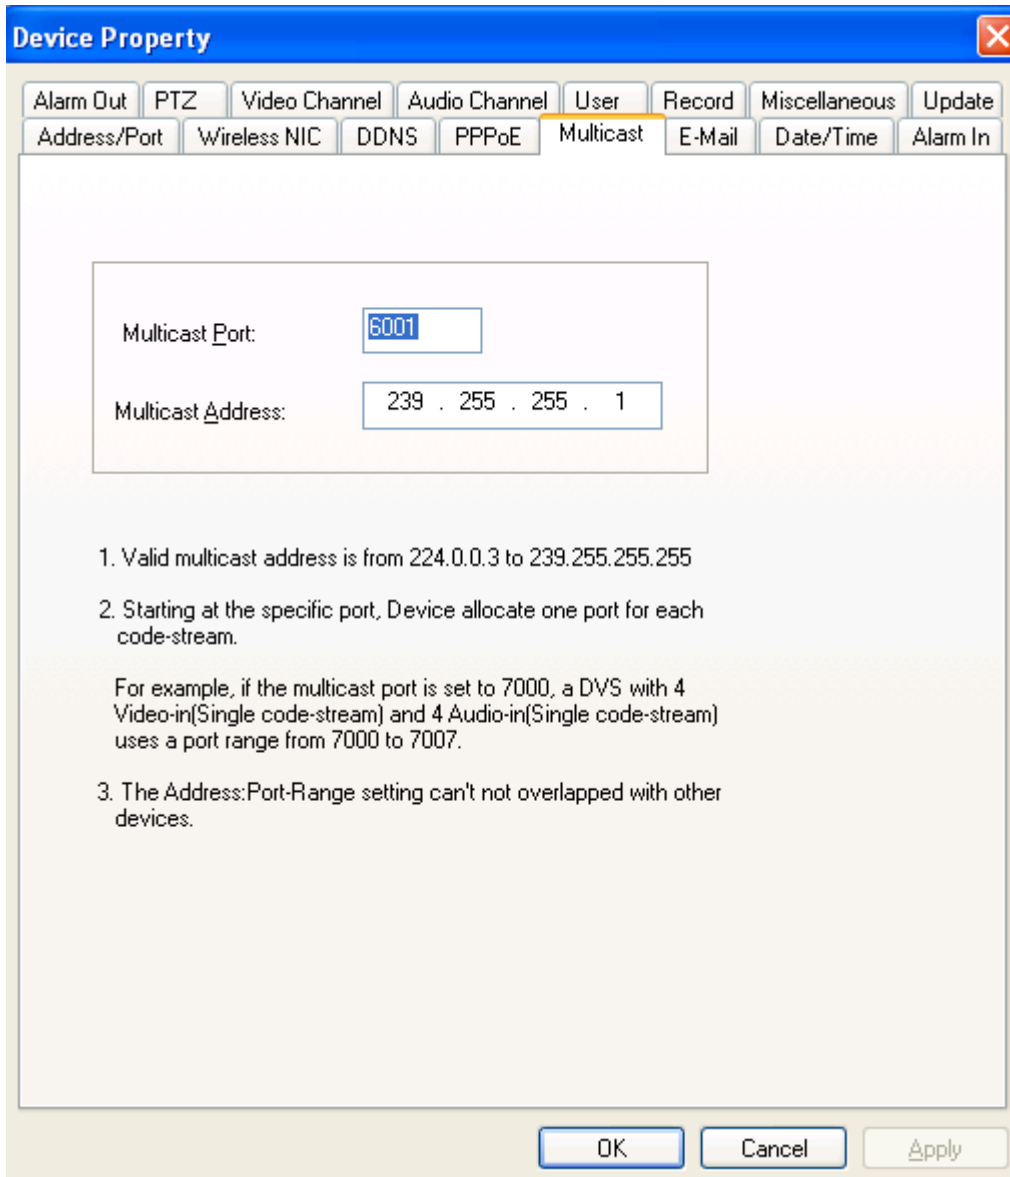 Device Property
Alarm Out PTZ Video Channel Audio Channel User Record Miscellaneous Update
Address/Port Wireless NIC DDNS PPPoE Multicast E-Mail Date/Time Alarm In
Multicast Port: 6001
Multicast Address: 239 . 255 . 255 . 1
1. Valid multicast address is from 224.0.0.3 to 239.255.255.255
2. Starting at the specific port, Device allocate one port for each
code-stream.
For example, if the multicast port is set to 7000, a DVS with 4
Video-in(Single code-stream) and 4 Audio-in(Single code-stream)
uses a port range from 7000 to 7007.
3. The Address:Port-Range setting can't not overlapped with other
devices.
OK Cancel Apply